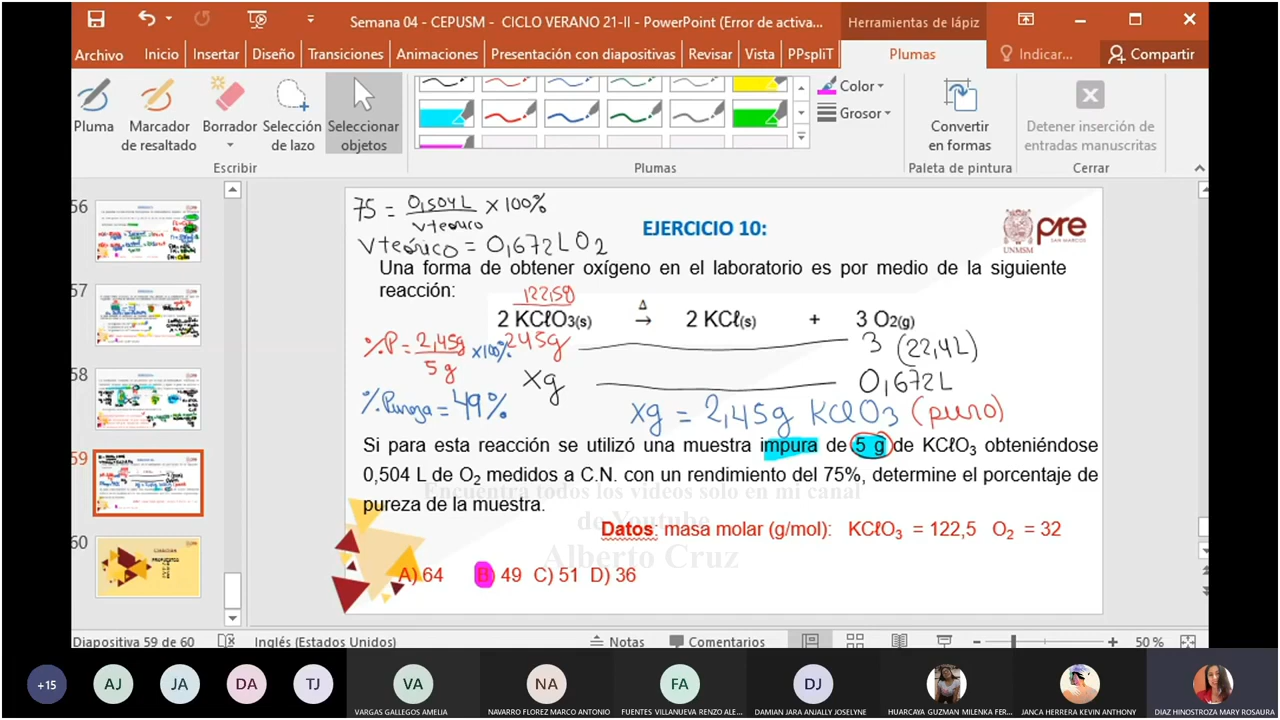 Semana 04 - CEPUSM - CICLO VERANO 21-II - PowerPoint (Error de activa...
Herramientas de lápiz
Archivo Inicio Insertar Diseño Transiciones Animaciones Presentación con diapositivas Revisar Vista PPspliT Plumas Indicar... Compartir
Pluma
Marcador de resaltado
Borrador
Selección de lazo
Seleccionar objetos
Color
Grosor
Convertir en formas
Detener inserción de entradas manuscritas
Escribir Plumas Paleta de pintura Cerrar
56
57
58
59
60
75 = 0,504 L / Vteórico x 100%
Vteórico = 0,672 L O2
EJERCICIO 10:
UNMSM
pre
SAN MARCOS
Una forma de obtener oxígeno en el laboratorio es por medio de la siguiente
reacción:
122,5g
2 KCℓO3(s) Δ → 2 KCℓ(s) + 3 O2(g)
%P = 2,45g / 5g x100%
245g 3 (22,4L)
xg 0,672L
%Pureza = 49%
xg = 2,45g KClO3 (puro)
Si para esta reacción se utilizó una muestra impura de 5 g de KCℓO3 obteniéndose
0,504 L de O2 medidos a C.N. con un rendimiento del 75%, determine el porcentaje de
pureza de la muestra.
de Youtube
Alberto Cruz
Datos: masa molar (g/mol): KCℓO3 = 122,5 O2 = 32
A) 64 B) 49 C) 51 D) 36
Diapositiva 59 de 60 Inglés (Estados Unidos) Notas Comentarios 50 %
+15 AJ JA DA TJ VA NA FA DJ
VARGAS GALLEGOS AMELIA
NAVARRO FLOREZ MARCO ANTONIO
FUENTES VILLANUEVA RENZO ALE...
DAMIAN JARA ANJALLY JOSELYNE
HUARCAYA GUZMAN MILENKA FER...
JANCA HERRERA KEVIN ANTHONY
DIAZ HINOSTROZA MARY ROSAURA